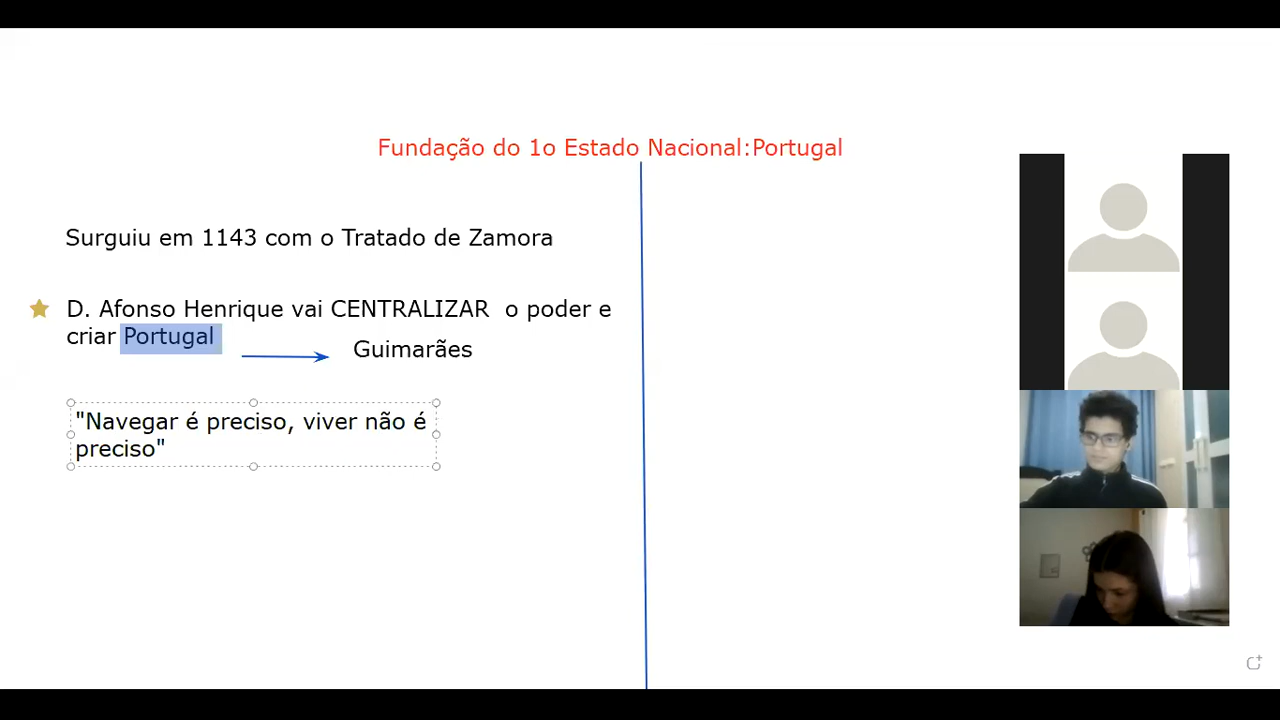 Fundação do 1o Estado Nacional:Portugal
Surguiu em 1143 com o Tratado de Zamora
D. Afonso Henrique vai CENTRALIZAR o poder e
criar Portugal
Guimarães
"Navegar é preciso, viver não é
preciso"